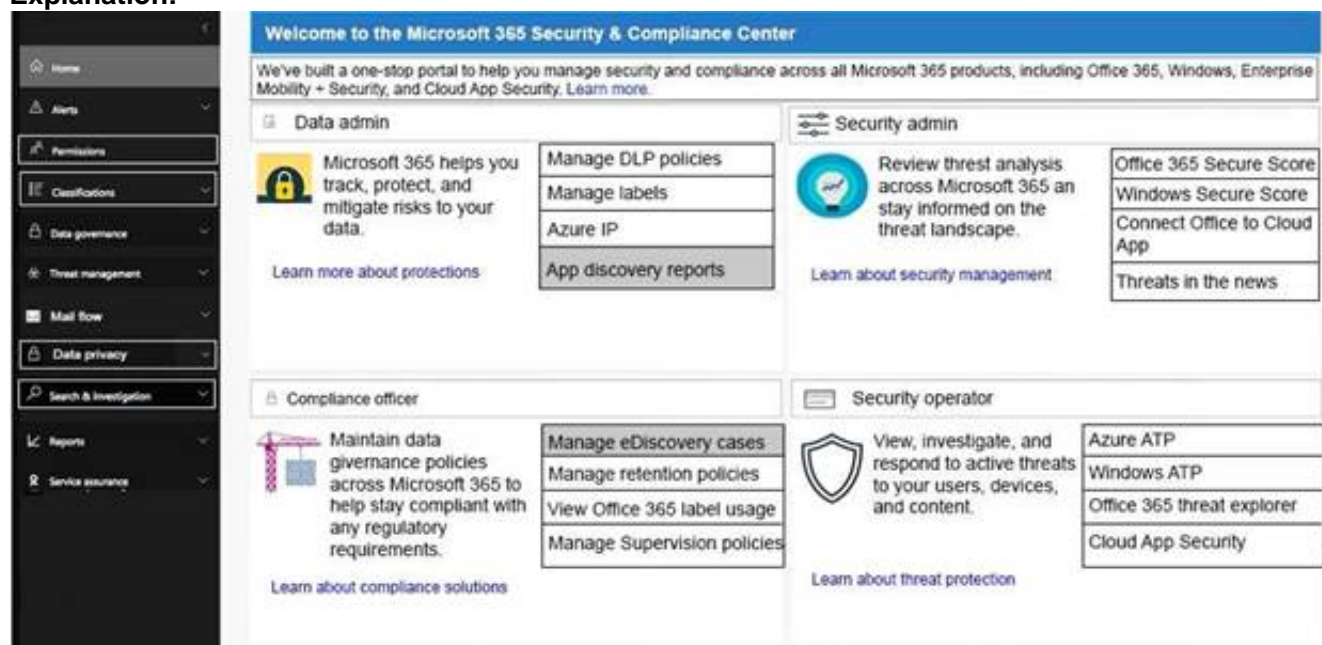 Explanation:
Home
Alerts
Permissions
Classifications
Data governance
Threat management
Mail flow
Data privacy
Search & investigation
Reports
Service assurance
Welcome to the Microsoft 365 Security & Compliance Center
We've built a one-stop portal to help you manage security and compliance across all Microsoft 365 products, including Office 365, Windows, Enterprise
Mobility + Security, and Cloud App Security. Learn more.
Data admin
Microsoft 365 helps you
track, protect, and
mitigate risks to your
data.
Learn more about protections
Manage DLP policies
Manage labels
Azure IP
App discovery reports
Security admin
Review threst analysis
across Microsoft 365 an
stay informed on the
threat landscape.
Learn about security management
Office 365 Secure Score
Windows Secure Score
Connect Office to Cloud
App
Threats in the news
Compliance officer
Maintain data
givernance policies
across Microsoft 365 to
help stay compliant with
any regulatory
requirements.
Learn about compliance solutions
Manage eDiscovery cases
Manage retention policies
View Office 365 label usage
Manage Supervision policies
Security operator
View, investigate, and
respond to active threats
to your users, devices,
and content.
Learn about threat protection
Azure ATP
Windows ATP
Office 365 threat explorer
Cloud App Security